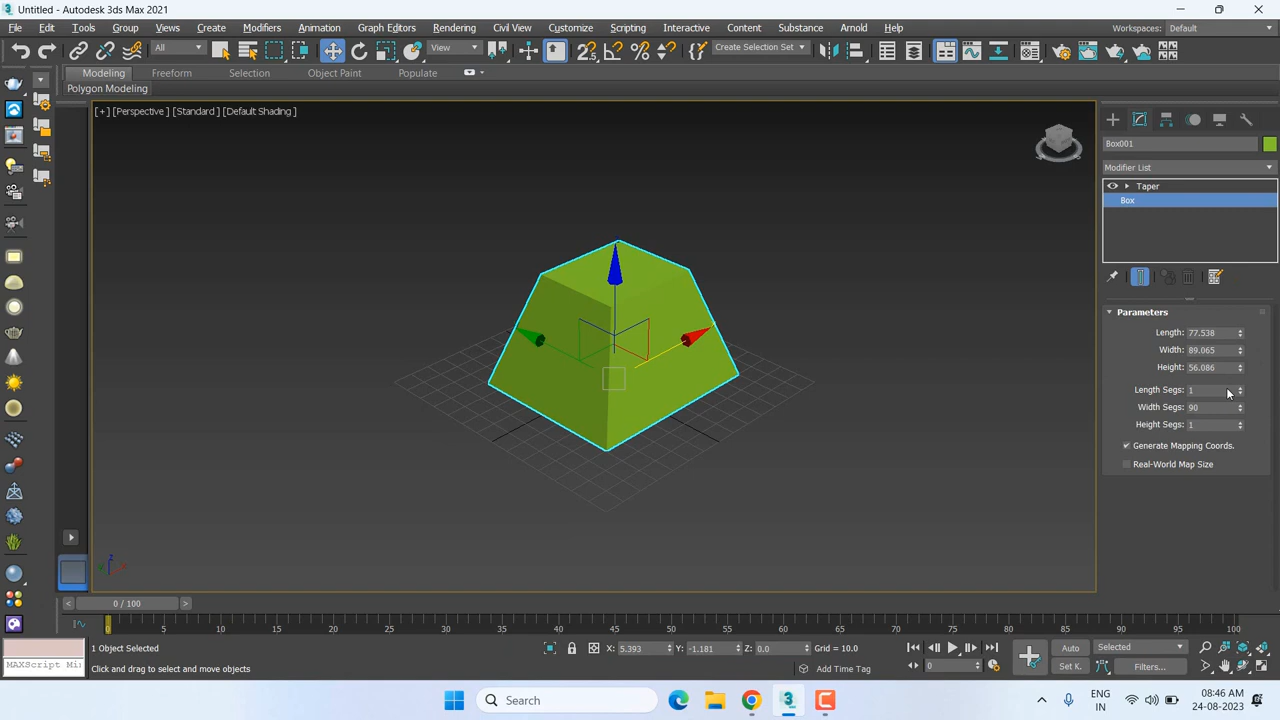 Untitled - Autodesk 3ds Max 2021
File Edit Tools Group Views Create Modifiers Animation Graph Editors Rendering Civil View Customize Scripting Interactive Content Substance Arnold Help Workspaces: Default
All View Create Selection Set
Modeling Freeform Selection Object Paint Populate
Polygon Modeling
[+] [Perspective ] [Standard ] [Default Shading ]
Box001
Modifier List
Taper
Box
Parameters
Length: 77.538
Width: 89.065
Height: 56.086
Length Segs: 1
Width Segs: 90
Height Segs: 1
Generate Mapping Coords.
Real-World Map Size
< 0 / 100 >
0 5 10 15 20 25 30 35 40 45 50 55 60 65 70 75 80 85 90 95 100
1 Object Selected X: 5.393 Y: -1.181 Z: 0.0 Grid = 10.0 Auto Selected
MAXScript Mi: Click and drag to select and move objects Add Time Tag 0 Set K. Filters...
Search
ENG
IN
08:46 AM
24-08-2023